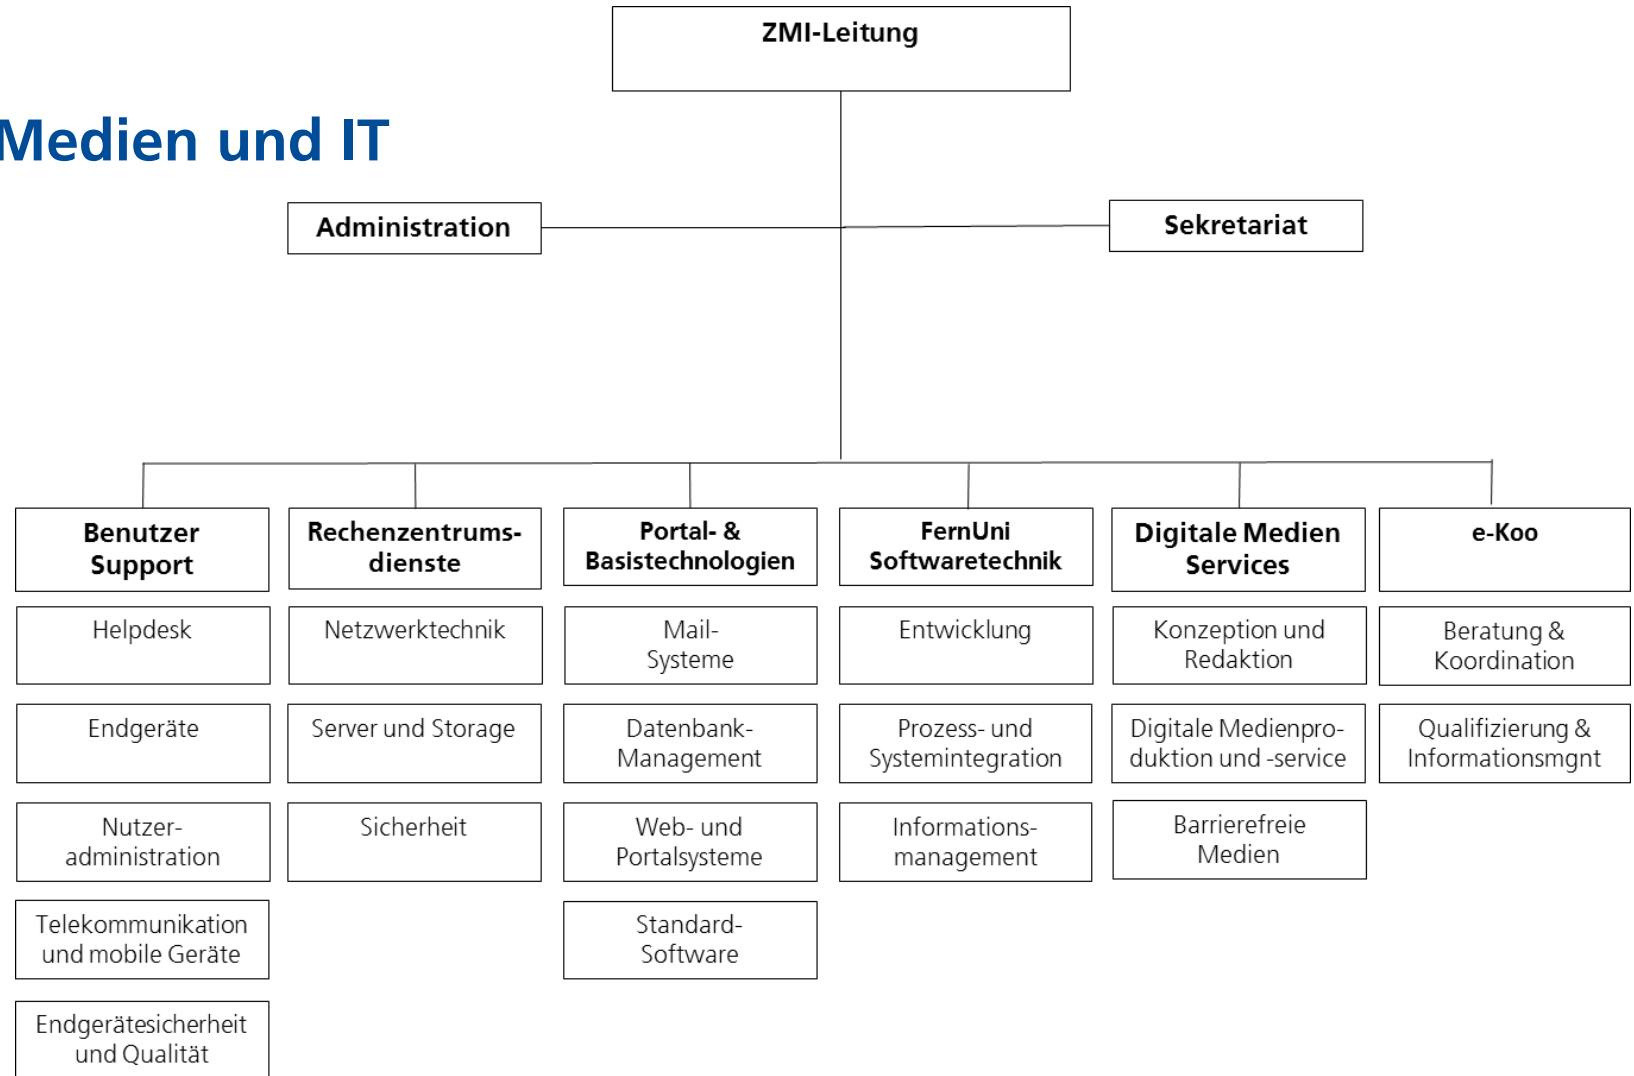 ZMI-Leitung
Medien und IT
Administration
Sekretariat
Benutzer
Support
Rechenzentrums-
dienste
Portal- &
Basistechnologien
FernUni
Softwaretechnik
Digitale Medien
Services
e-Koo
Helpdesk
Netzwerktechnik
Mail-
Systeme
Entwicklung
Konzeption und
Redaktion
Beratung &
Koordination
Endgeräte
Server und Storage
Datenbank-
Management
Prozess- und
Systemintegration
Digitale Medienpro-
duktion und -service
Qualifizierung &
Informationsmgnt
Nutzer-
administration
Sicherheit
Web- und
Portalsysteme
Informations-
management
Barrierefreie
Medien
Telekommunikation
und mobile Geräte
Standard-
Software
Endgerätesicherheit
und Qualität